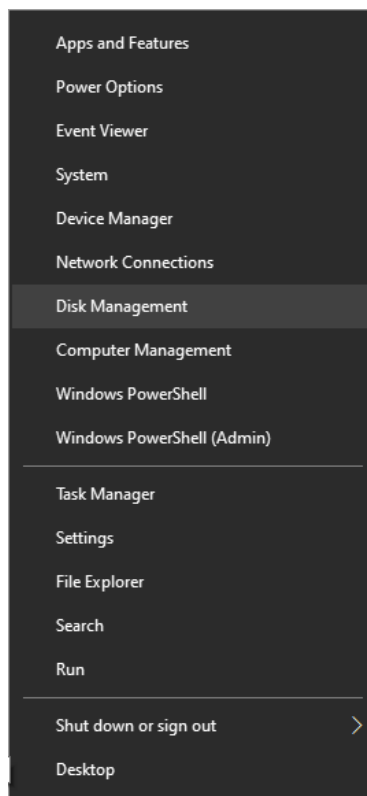 Apps and Features
Power Options
Event Viewer
System
Device Manager
Network Connections
Disk Management
Computer Management
Windows PowerShell
Windows PowerShell (Admin)
Task Manager
Settings
File Explorer
Search
Run
Shut down or sign out
Desktop